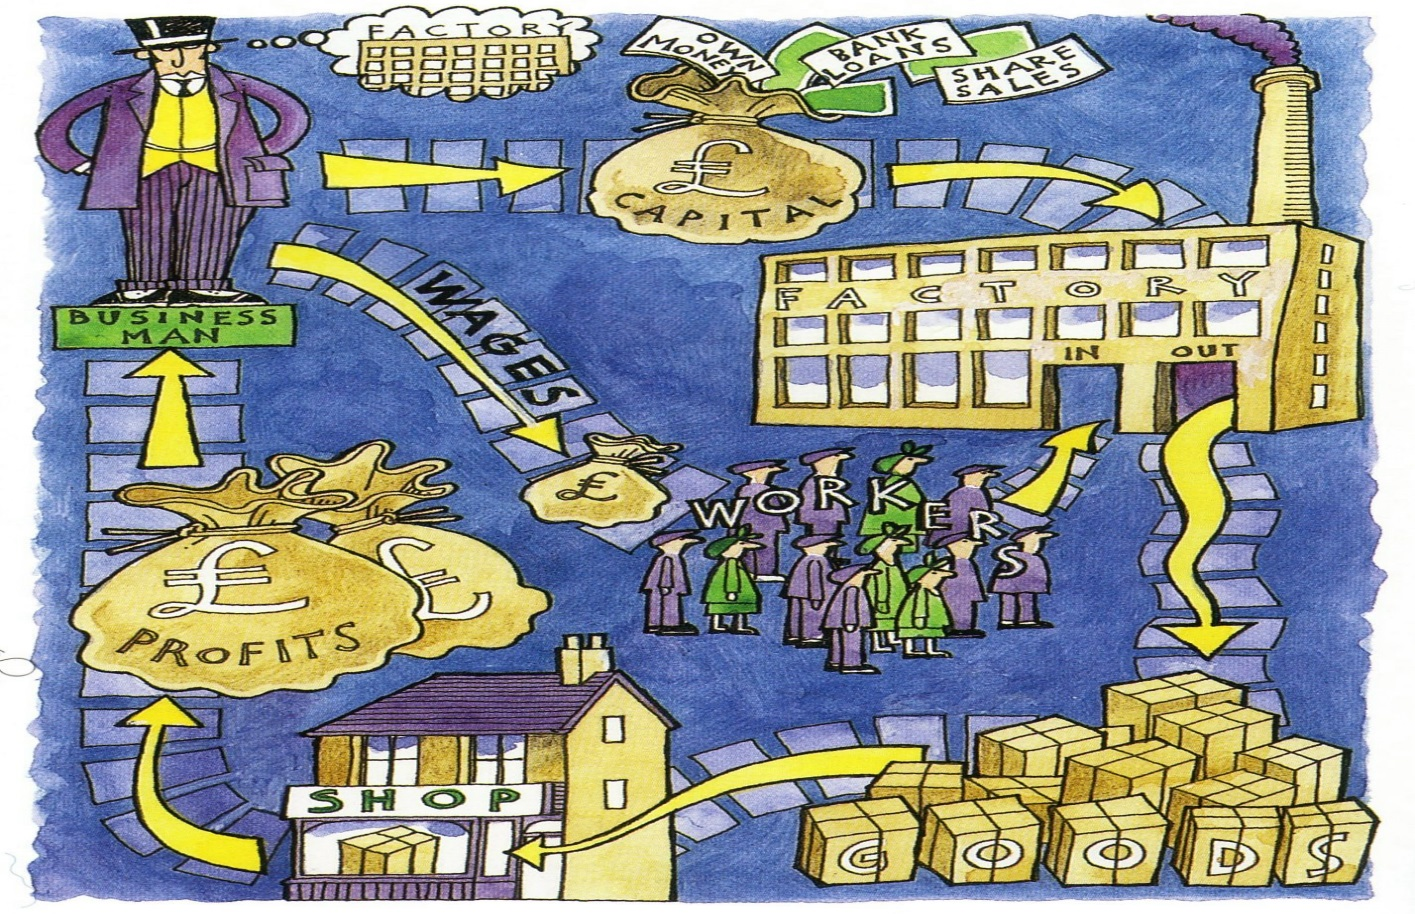 FACTORY
OWN
MONEY
BANK
LOANS
SHARE
SALES
£
CAPITAL
FACTORY
IN OUT
BUSINESS
MAN
WAGES
£
WORKERS
£ £
PROFITS
SHOP
GOODS